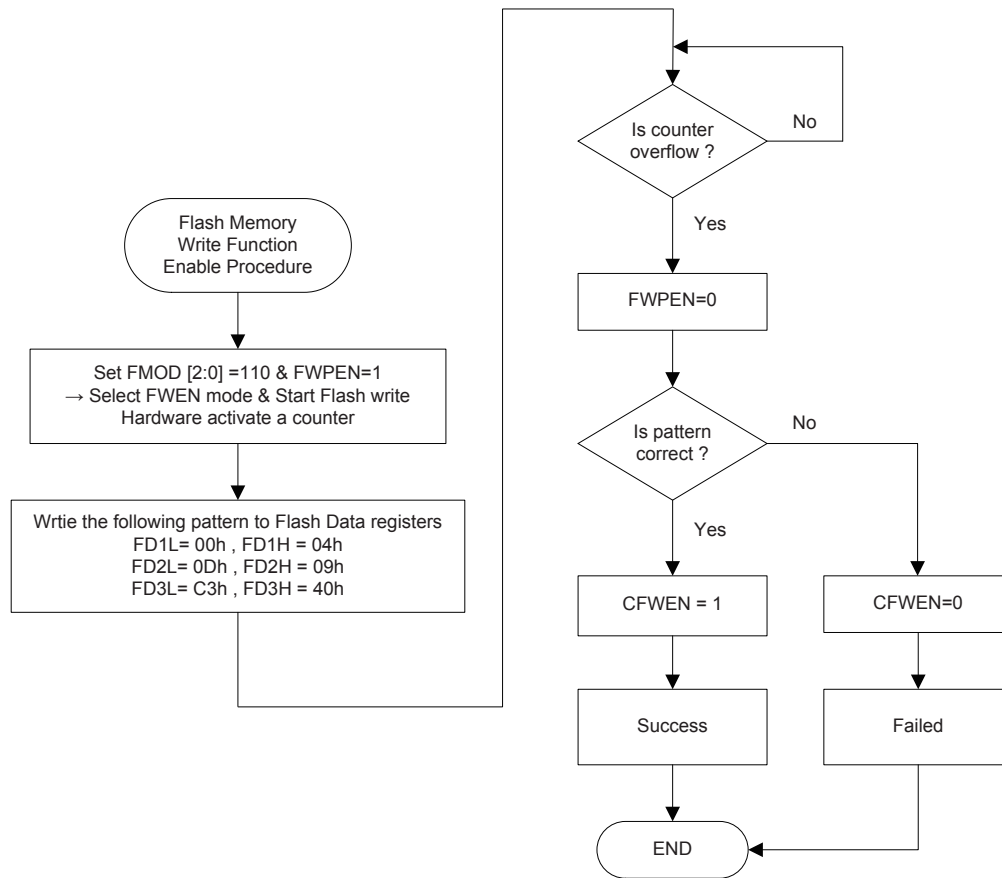 Flash Memory
Write Function
Enable Procedure
Set FMOD [2:0] =110 & FWPEN=1
→ Select FWEN mode & Start Flash write
Hardware activate a counter
Wrtie the following pattern to Flash Data registers
FD1L= 00h , FD1H = 04h
FD2L= 0Dh , FD2H = 09h
FD3L= C3h , FD3H = 40h
Is counter
overflow ?
No
Yes
FWPEN=0
Is pattern
correct ?
No
Yes
CFWEN = 1
CFWEN=0
Success
Failed
END